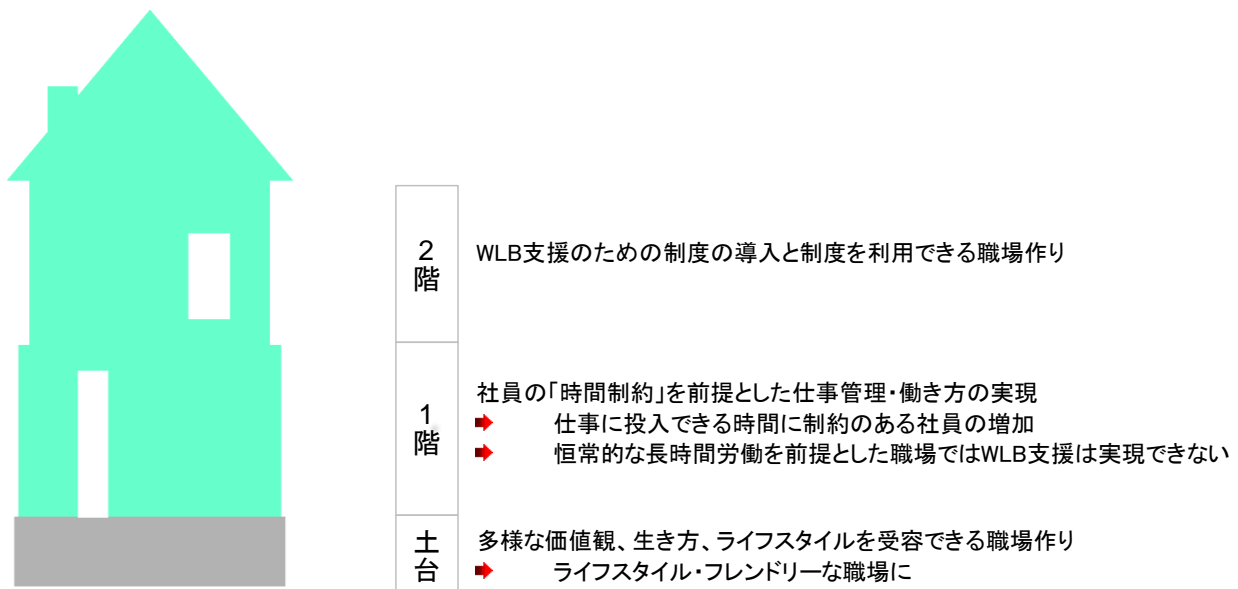 2階
WLB支援のための制度の導入と制度を利用できる職場作り
1階
社員の「時間制約」を前提とした仕事管理・働き方の実現
仕事に投入できる時間に制約のある社員の増加
恒常的な長時間労働を前提とした職場ではWLB支援は実現できない
土台
多様な価値観、生き方、ライフスタイルを受容できる職場作り
ライフスタイル・フレンドリーな職場に